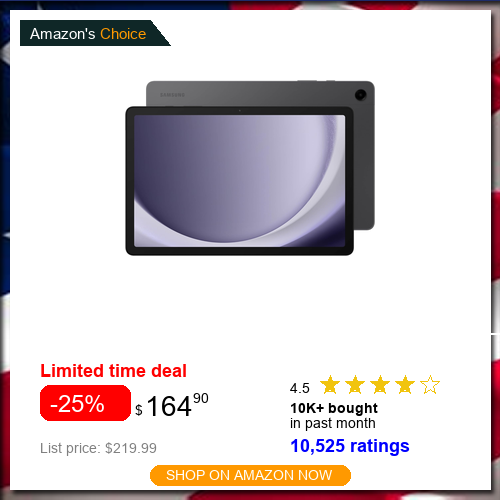 Amazon's Choice
SAMSUNG
Limited time deal
-25% $ 164 90
List price: $219.99
4.5
10K+ bought
in past month
10,525 ratings
SHOP ON AMAZON NOW